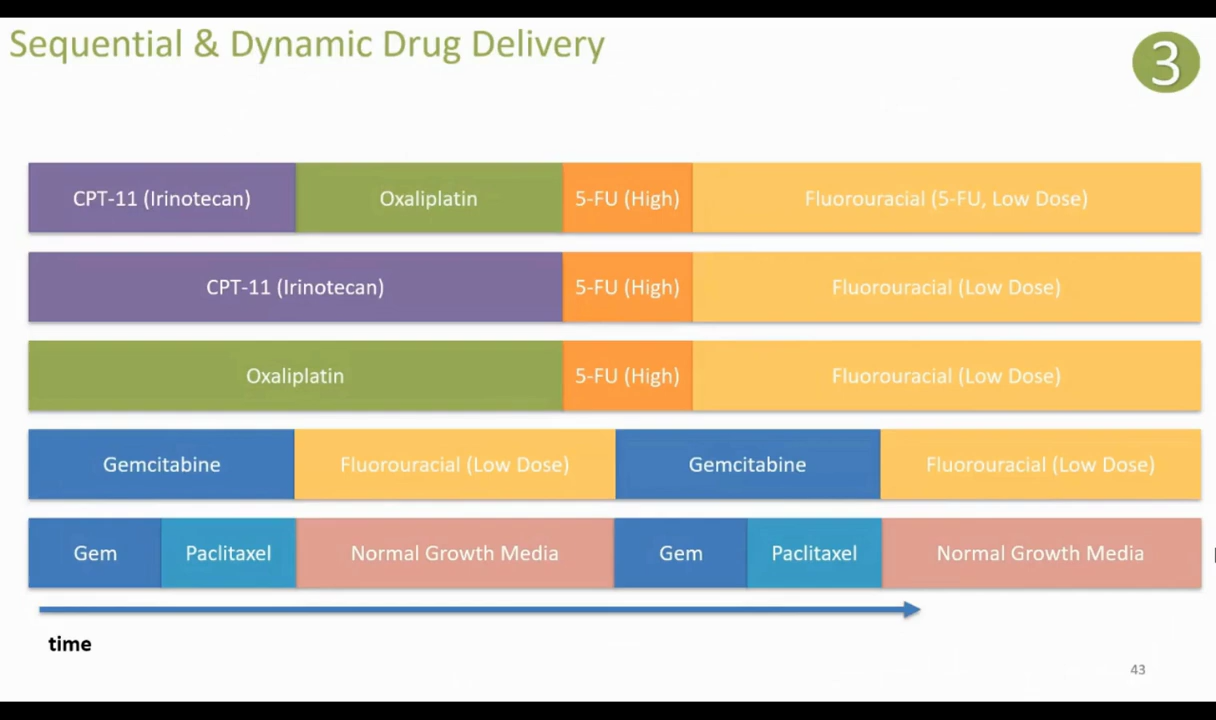 Sequential & Dynamic Drug Delivery
3
CPT-11 (Irinotecan) Oxaliplatin 5-FU (High) Fluorouracial (5-FU, Low Dose)
CPT-11 (Irinotecan) 5-FU (High) Fluorouracial (Low Dose)
Oxaliplatin 5-FU (High) Fluorouracial (Low Dose)
Gemcitabine Fluorouracial (Low Dose) Gemcitabine Fluorouracial (Low Dose)
Gem Paclitaxel Normal Growth Media Gem Paclitaxel Normal Growth Media
time
43